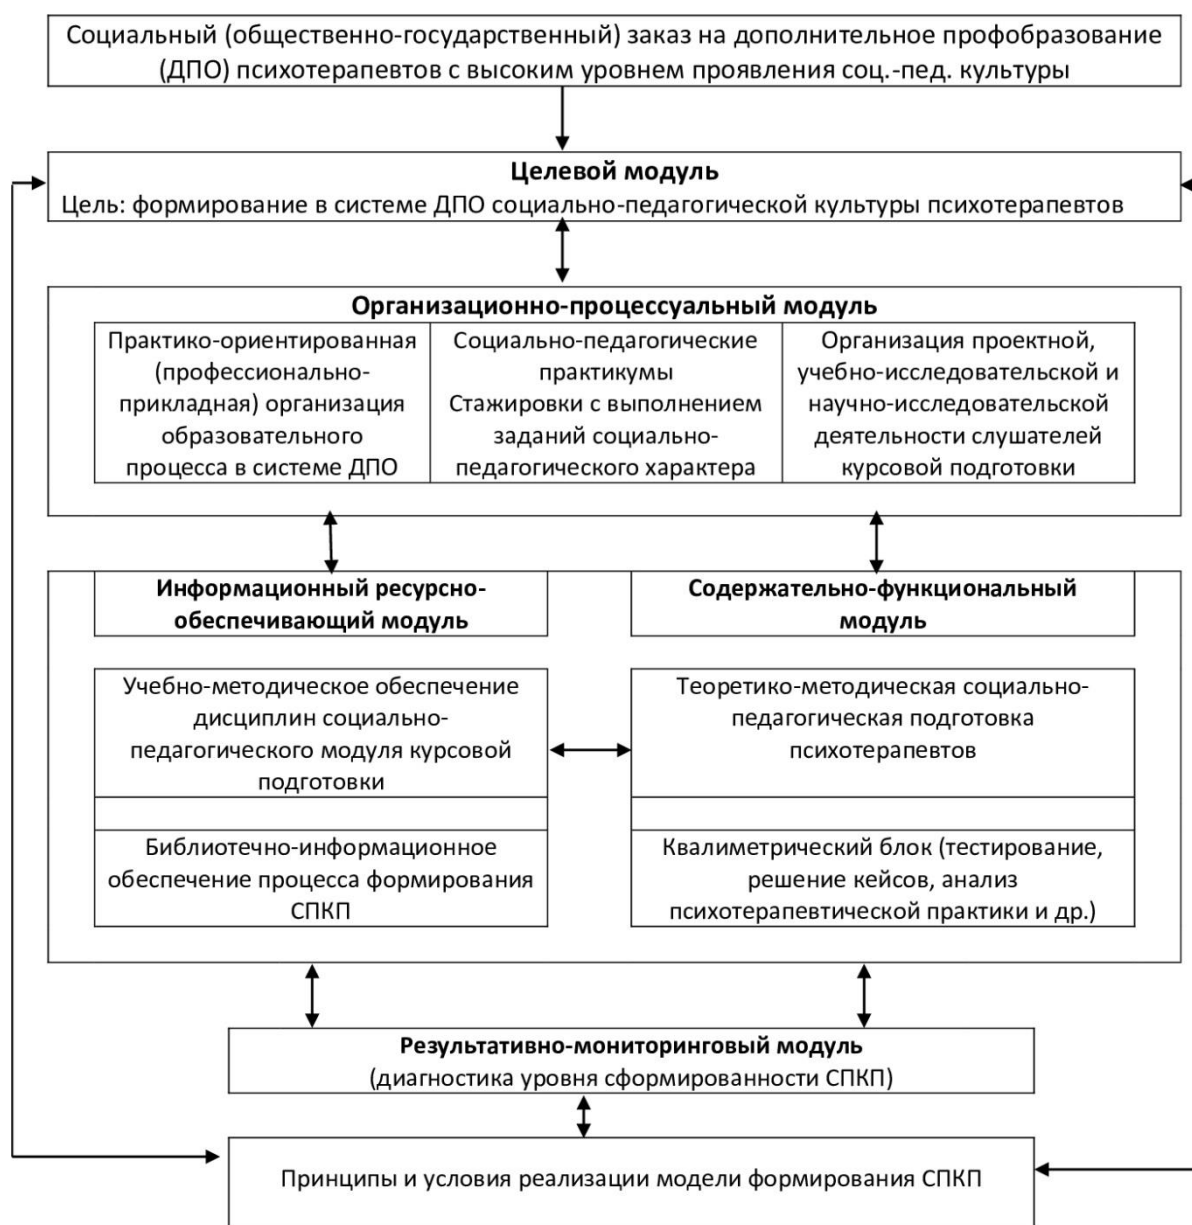 Социальный (общественно-государственный) заказ на дополнительное профобразование
(ДПО) психотерапевтов с высоким уровнем проявления соц.-пед. культуры
Целевой модуль
Цель: формирование в системе ДПО социально-педагогической культуры психотерапевтов
Организационно-процессуальный модуль
Практико-ориентированная
(профессионально-
прикладная) организация
образовательного
процесса в системе ДПО
Социально-педагогические
практикумы
Стажировки с выполнением
заданий социально-
педагогического характера
Организация проектной,
учебно-исследовательской и
научно-исследовательской
деятельности слушателей
курсовой подготовки
Информационный ресурсно-
обеспечивающий модуль
Содержательно-функциональный
модуль
Учебно-методическое обеспечение
дисциплин социально-
педагогического модуля курсовой
подготовки
Теоретико-методическая социально-
педагогическая подготовка
психотерапевтов
Библиотечно-информационное
обеспечение процесса формирования
СПКП
Квалиметрический блок (тестирование,
решение кейсов, анализ
психотерапевтической практики и др.)
Результативно-мониторинговый модуль
(диагностика уровня сформированности СПКП)
Принципы и условия реализации модели формирования СПКП